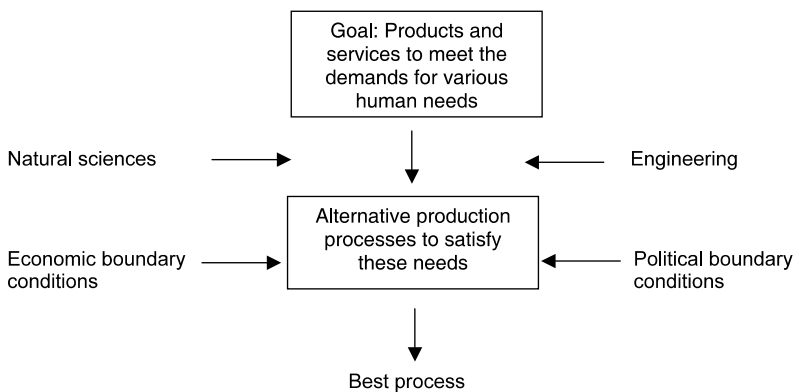 Goal: Products and
services to meet the
demands for various
human needs
Natural sciences
Engineering
Alternative production
processes to satisfy
these needs
Economic boundary
conditions
Political boundary
conditions
Best process